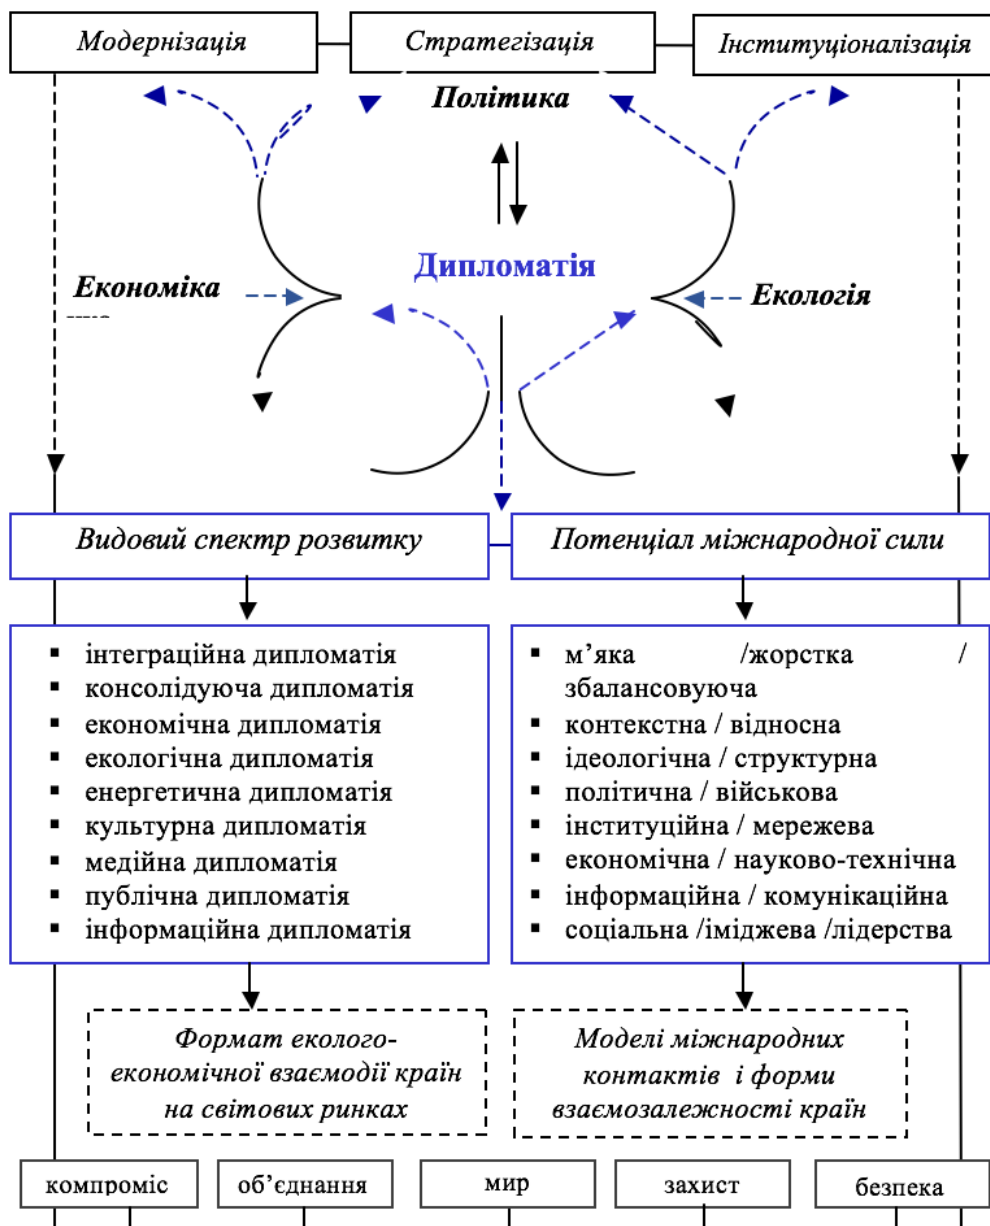 Модернізація
Стратегізація
Інституціоналізація
Політика
Дипломатія
Економіка
Екологія
Видовий спектр розвитку
Потенціал міжнародної сили
▪ інтеграційна дипломатія
▪ консолідуюча дипломатія
▪ економічна дипломатія
▪ екологічна дипломатія
▪ енергетична дипломатія
▪ культурна дипломатія
▪ медійна дипломатія
▪ публічна дипломатія
▪ інформаційна дипломатія
▪ м’яка /жорстка /
збалансовуюча
▪ контекстна / відносна
▪ ідеологічна / структурна
▪ політична / військова
▪ інституційна / мережева
▪ економічна / науково-технічна
▪ інформаційна / комунікаційна
▪ соціальна /іміджева /лідерства
Формат еколого-
економічної взаємодії країн
на світових ринках
Моделі міжнародних
контактів і форми
взаємозалежності країн
компроміс
об’єднання
мир
захист
безпека